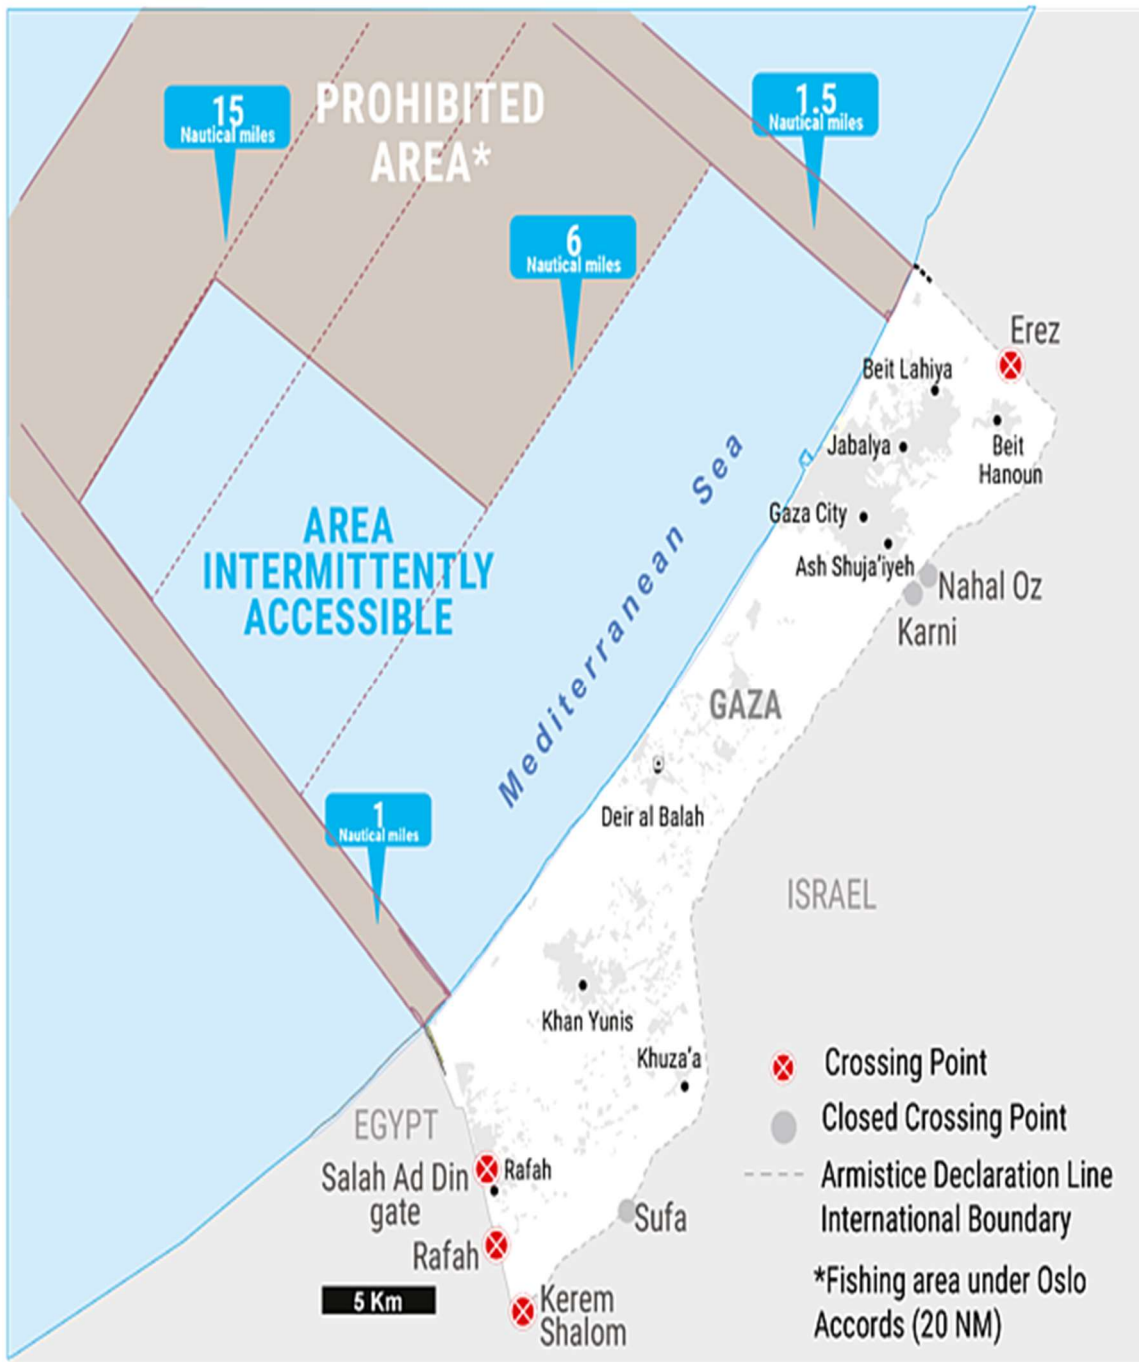 15
Nautical miles
PROHIBITED
AREA*
1.5
Nautical miles
6
Nautical miles
Erez
Beit Lahiya
Jabalya
Beit
Hanoun
Gaza City
Ash Shuja'iyeh
Nahal Oz
Karni
AREA
INTERMITTENTLY
ACCESSIBLE
Mediterranean Sea
GAZA
Deir al Balah
1
Nautical miles
ISRAEL
Khan Yunis
Khuza'a
EGYPT
Salah Ad Din
gate
Rafah
Rafah
Sufa
Kerem
Shalom
5 Km
Crossing Point
Closed Crossing Point
Armistice Declaration Line
International Boundary
*Fishing area under Oslo
Accords (20 NM)